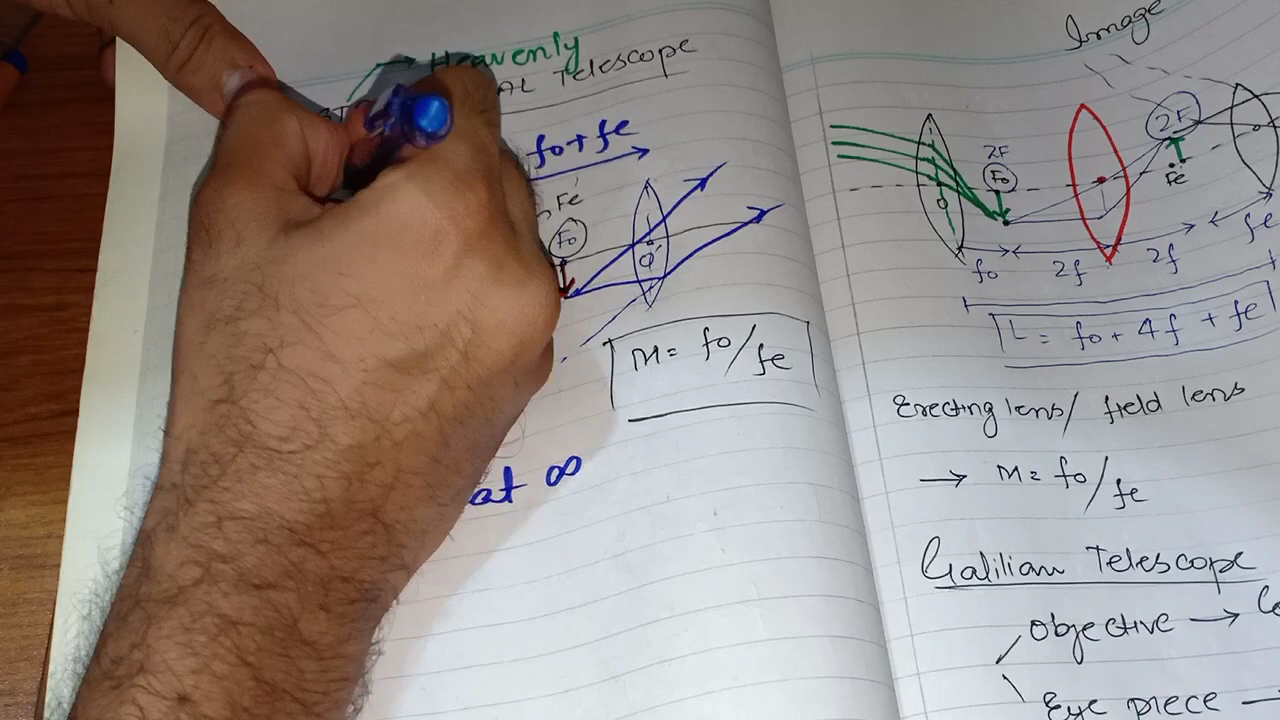 Heavenly
AL Telescope
fo+fe
Fe
Fo
O'
M = fo/fe
at ∞
Image
2F
Fo
2F
Fe
O
O
fo
2f
2f
fe
L = fo + 4f + fe
Erecting lens/ field lens
→ M = fo/fe
Galilian Telescope
Objective →
Eye piece